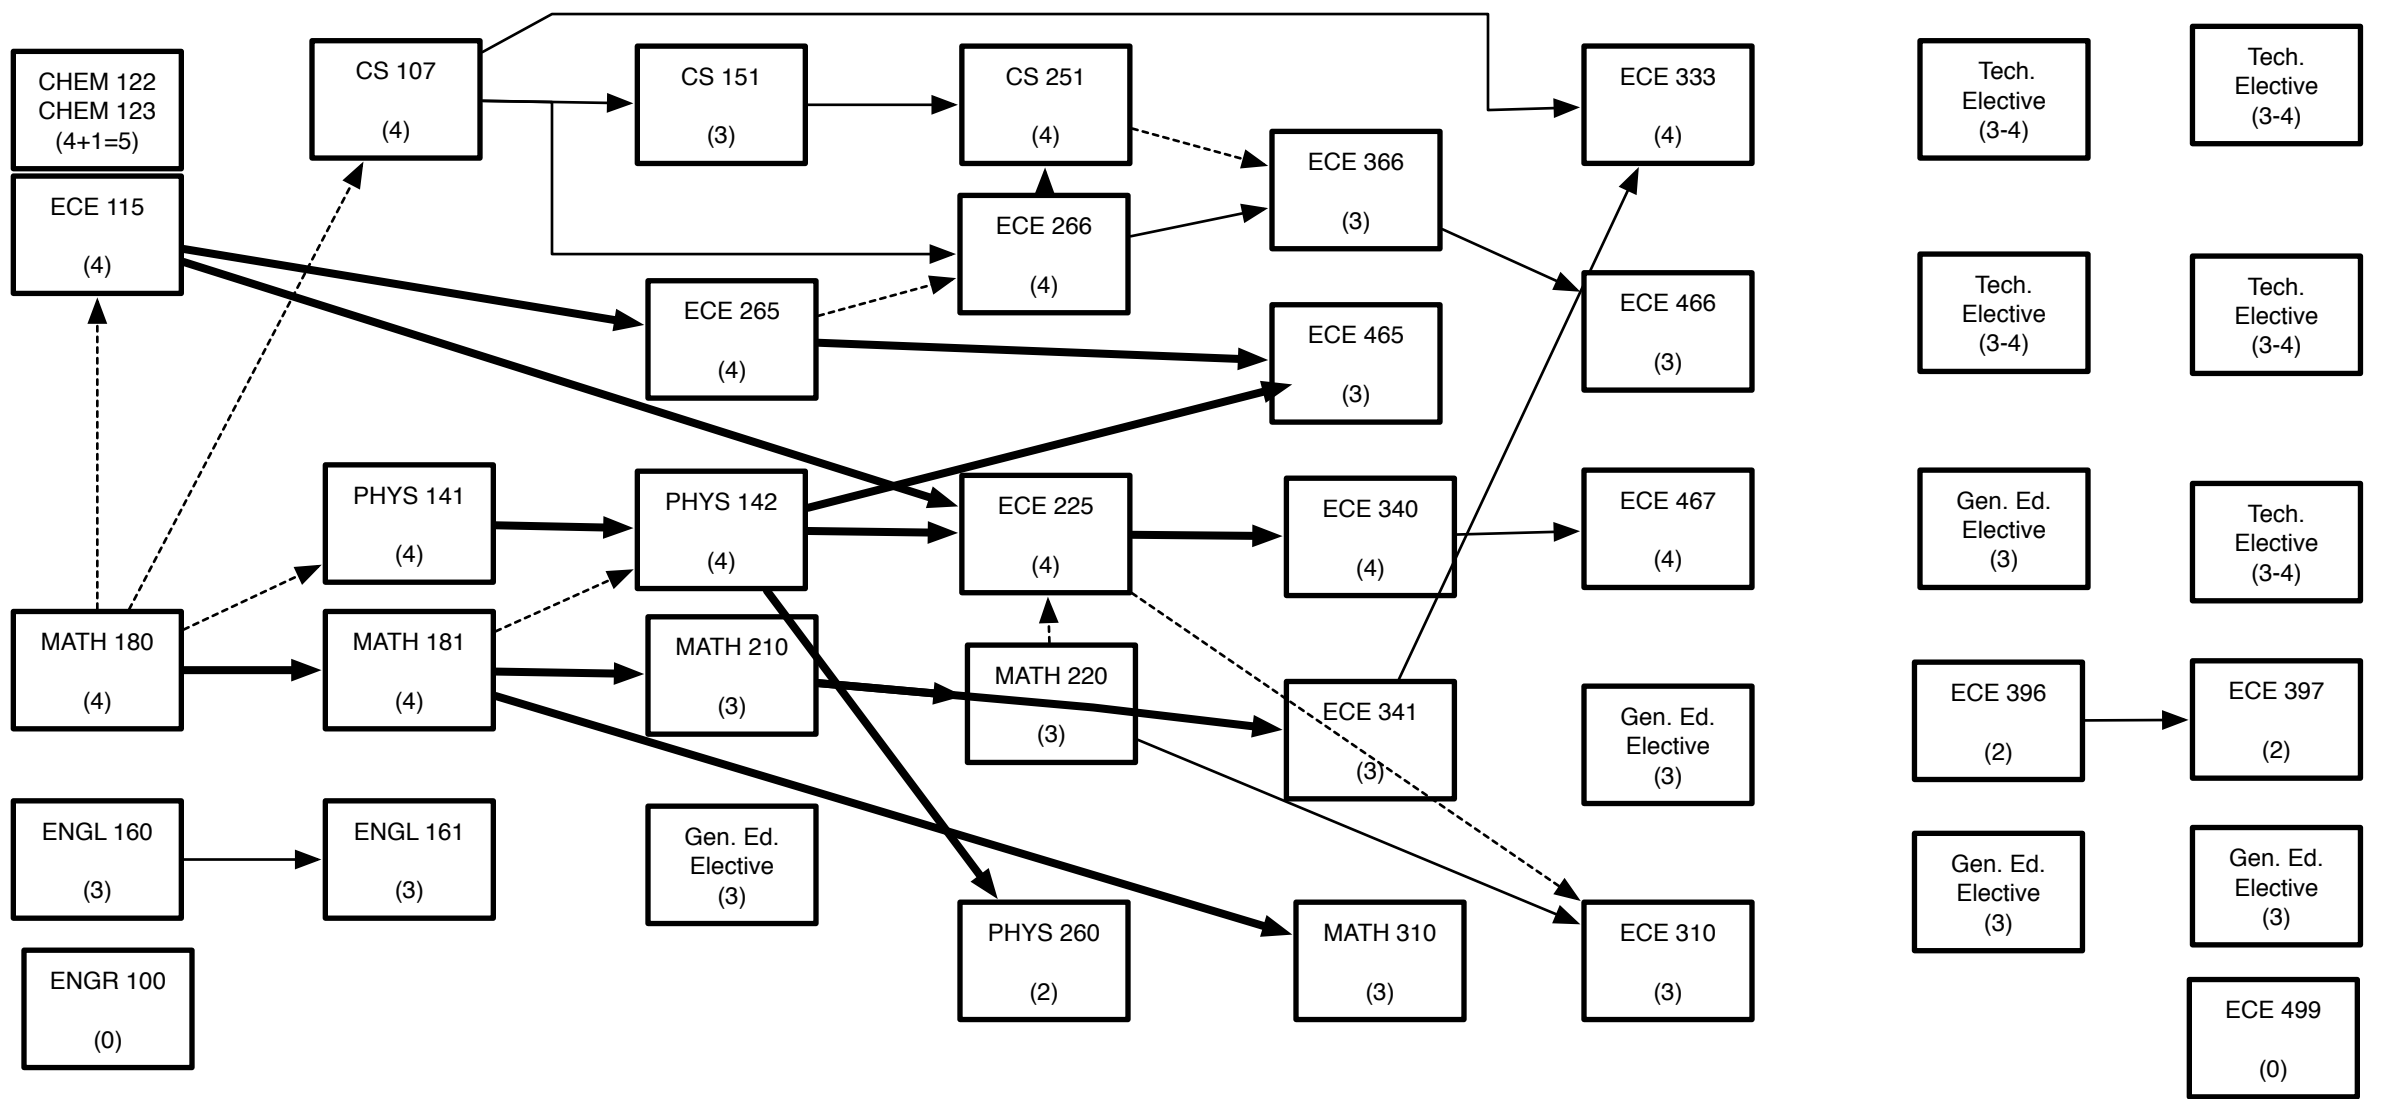 CHEM 122
CHEM 123
(4+1=5)
ECE 115
(4)
MATH 180
(4)
ENGL 160
(3)
ENGR 100
(0)
CS 107
(4)
PHYS 141
(4)
MATH 181
(4)
ENGL 161
(3)
CS 151
(3)
ECE 265
(4)
PHYS 142
(4)
MATH 210
(3)
Gen. Ed.
Elective
(3)
CS 251
(4)
ECE 266
(4)
ECE 225
(4)
MATH 220
(3)
PHYS 260
(2)
ECE 366
(3)
ECE 465
(3)
ECE 340
(4)
ECE 341
(3)
MATH 310
(3)
ECE 333
(4)
ECE 466
(3)
ECE 467
(4)
Gen. Ed.
Elective
(3)
ECE 310
(3)
Tech.
Elective
(3-4)
Tech.
Elective
(3-4)
Gen. Ed.
Elective
(3)
ECE 396
(2)
Gen. Ed.
Elective
(3)
Tech.
Elective
(3-4)
Tech.
Elective
(3-4)
Tech.
Elective
(3-4)
ECE 397
(2)
Gen. Ed.
Elective
(3)
ECE 499
(0)